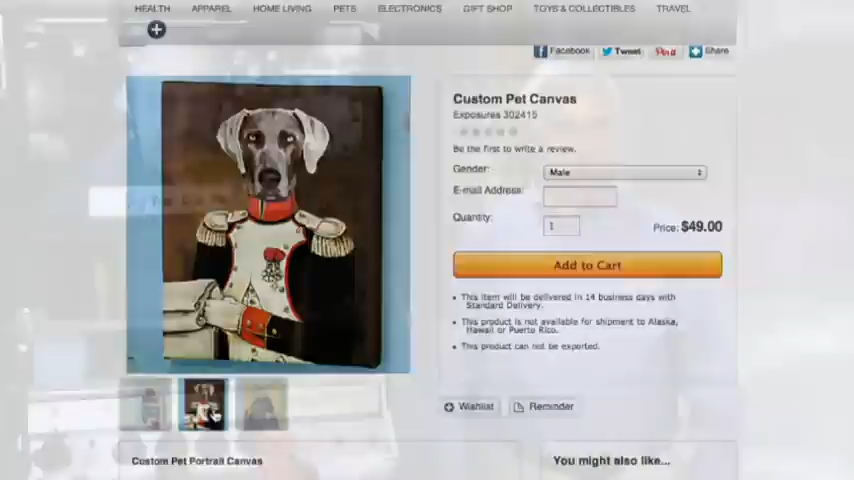 HEALTH APPAREL HOME LIVING PETS ELECTRONICS GIFT SHOP TOYS & COLLECTIBLES TRAVEL
Facebook Tweet Pin it Share
Custom Pet Canvas
Exposures 302415
Be the first to write a review.
Gender: Male
E-mail Address:
Quantity: 1 Price: $49.00
Add to Cart
This item will be delivered in 14 business days with
Standard Delivery.
This product is not available for shipment to Alaska,
Hawaii or Puerto Rico.
This product can not be exported.
Wishlist Reminder
Custom Pet Portrait Canvas You might also like...